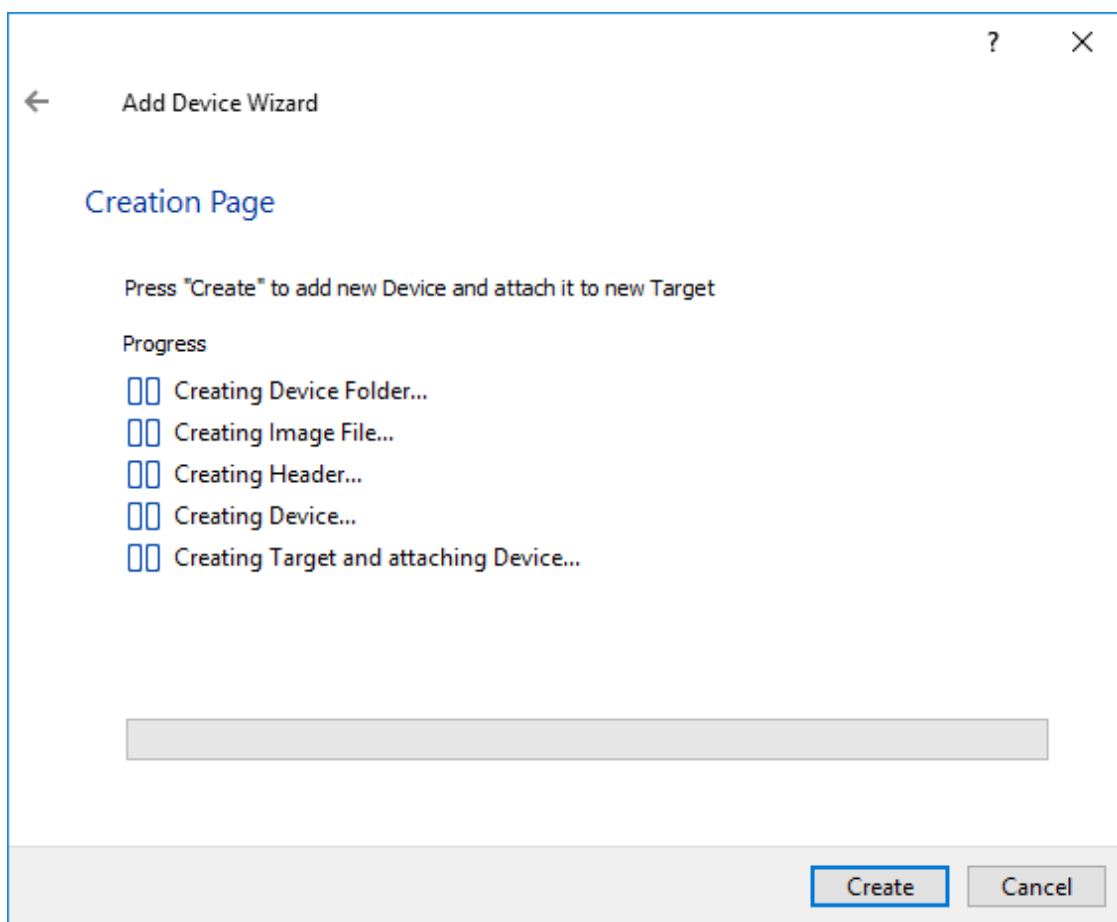 ?
Add Device Wizard
Creation Page
Press "Create" to add new Device and attach it to new Target
Progress
Creating Device Folder...
Creating Image File...
Creating Header...
Creating Device...
Creating Target and attaching Device...
Create Cancel